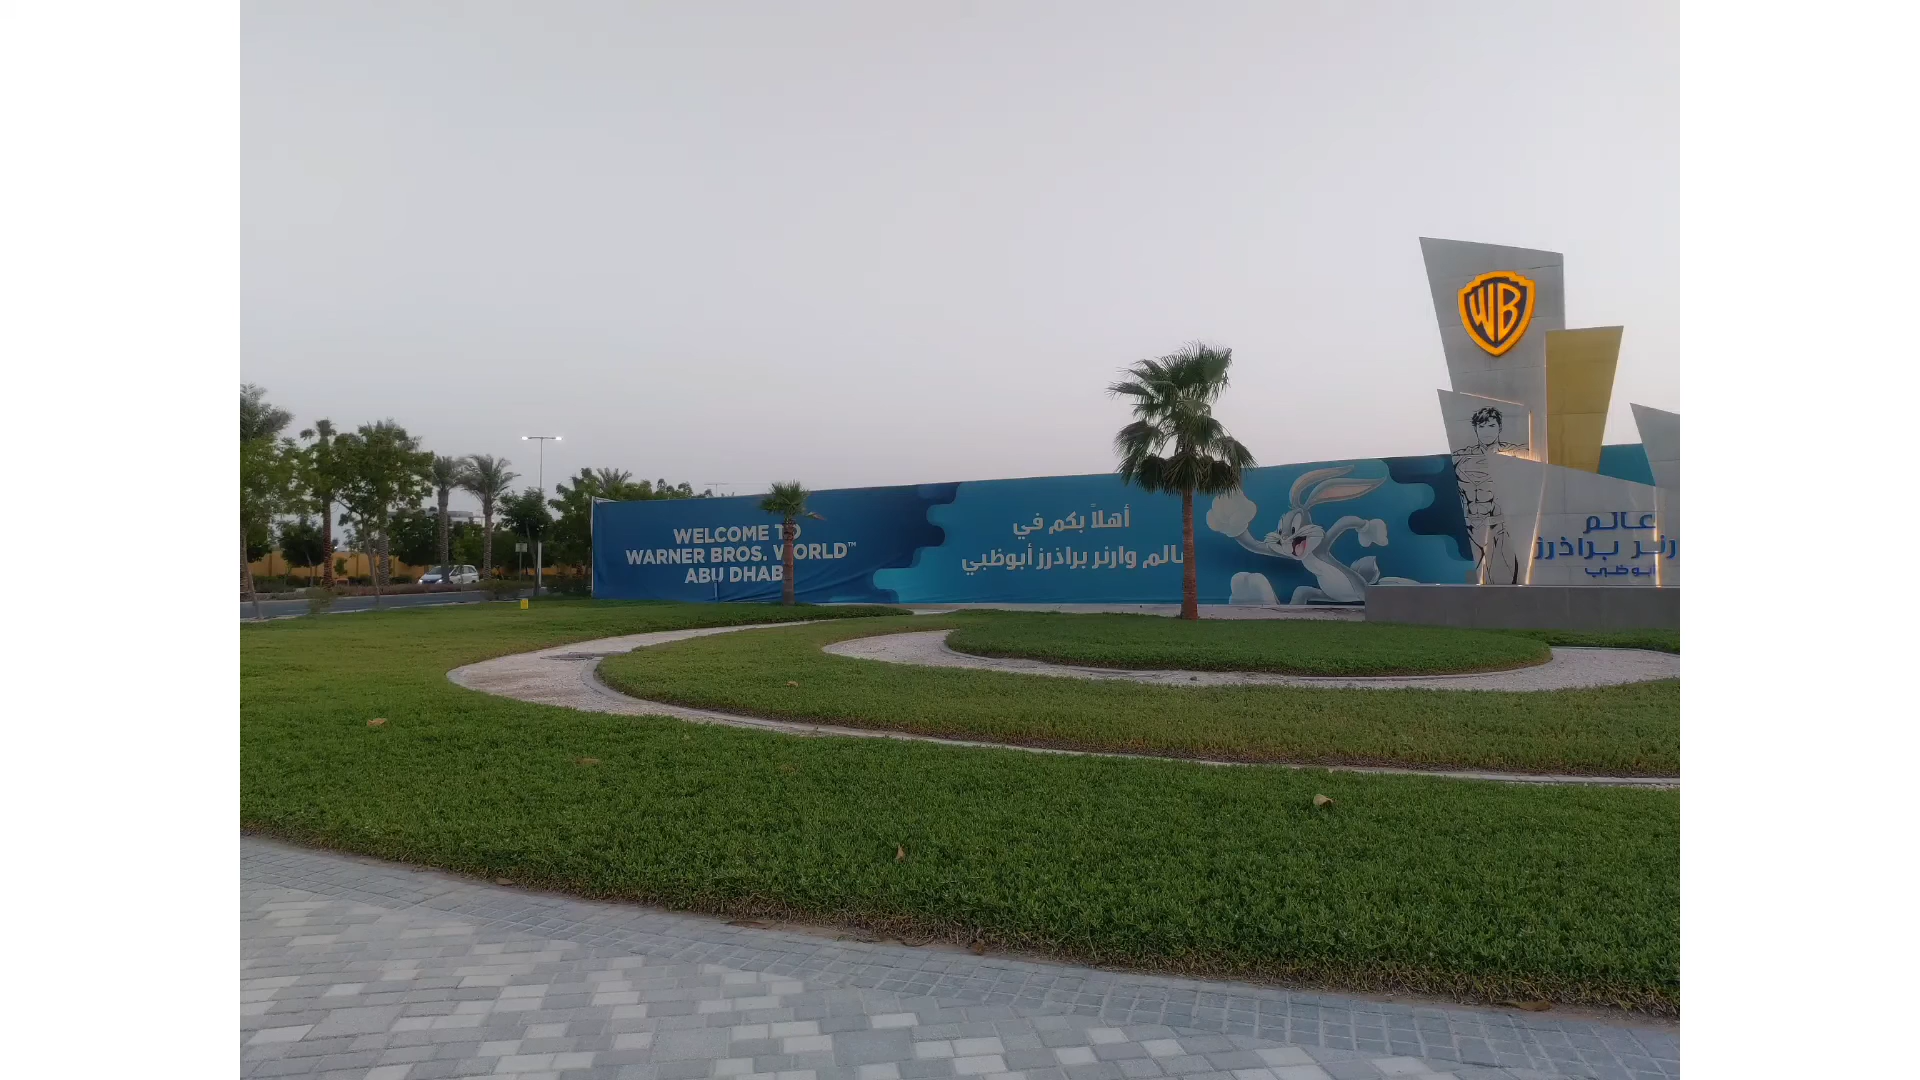 WELCOME TO
WARNER BROS. WORLD™
ABU DHABI
أهلاً بكم في
عالم وارنر براذرز أبوظبي
WB
عالم
وارنر براذرز
أبوظبي